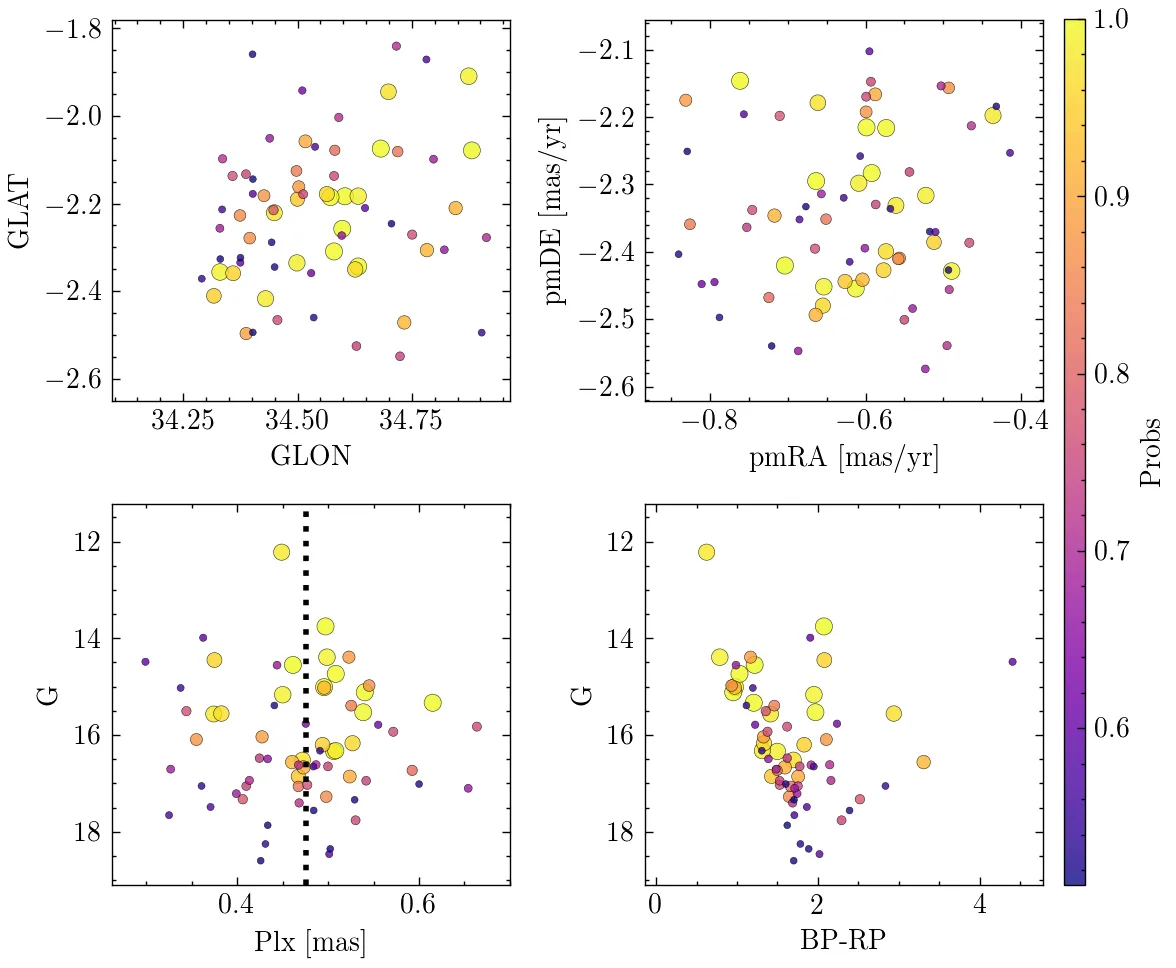 −1.8
−2.0
−2.2
−2.4
−2.6
GLAT
34.25 34.50 34.75
GLON
−2.1
−2.2
−2.3
−2.4
−2.5
−2.6
pmDE [mas/yr]
−0.8 −0.6 −0.4
pmRA [mas/yr]
12
14
16
18
G
0.4 0.6
Plx [mas]
12
14
16
18
G
0 2 4
BP-RP
1.0
0.9
0.8
0.7
0.6
Probs